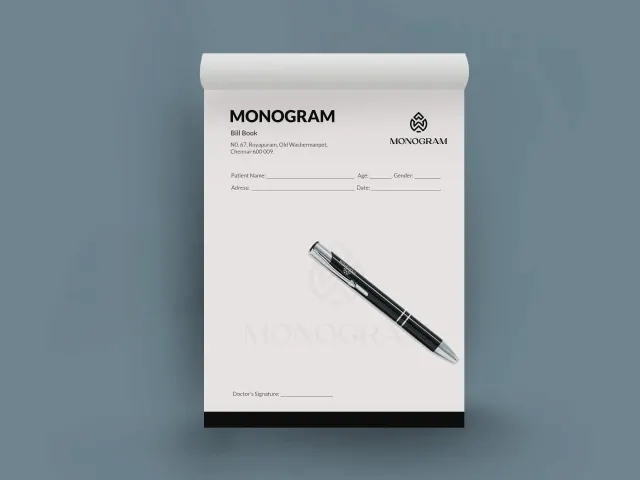 MONOGRAM
Bill Book
N0, 67, Royapuram, Old Washermanpet,
Chennai-600 009.
MONOGRAM
Patient Name: Age: Gender:
Adress: Date:
MONOGRAM
Doctor's Signature: